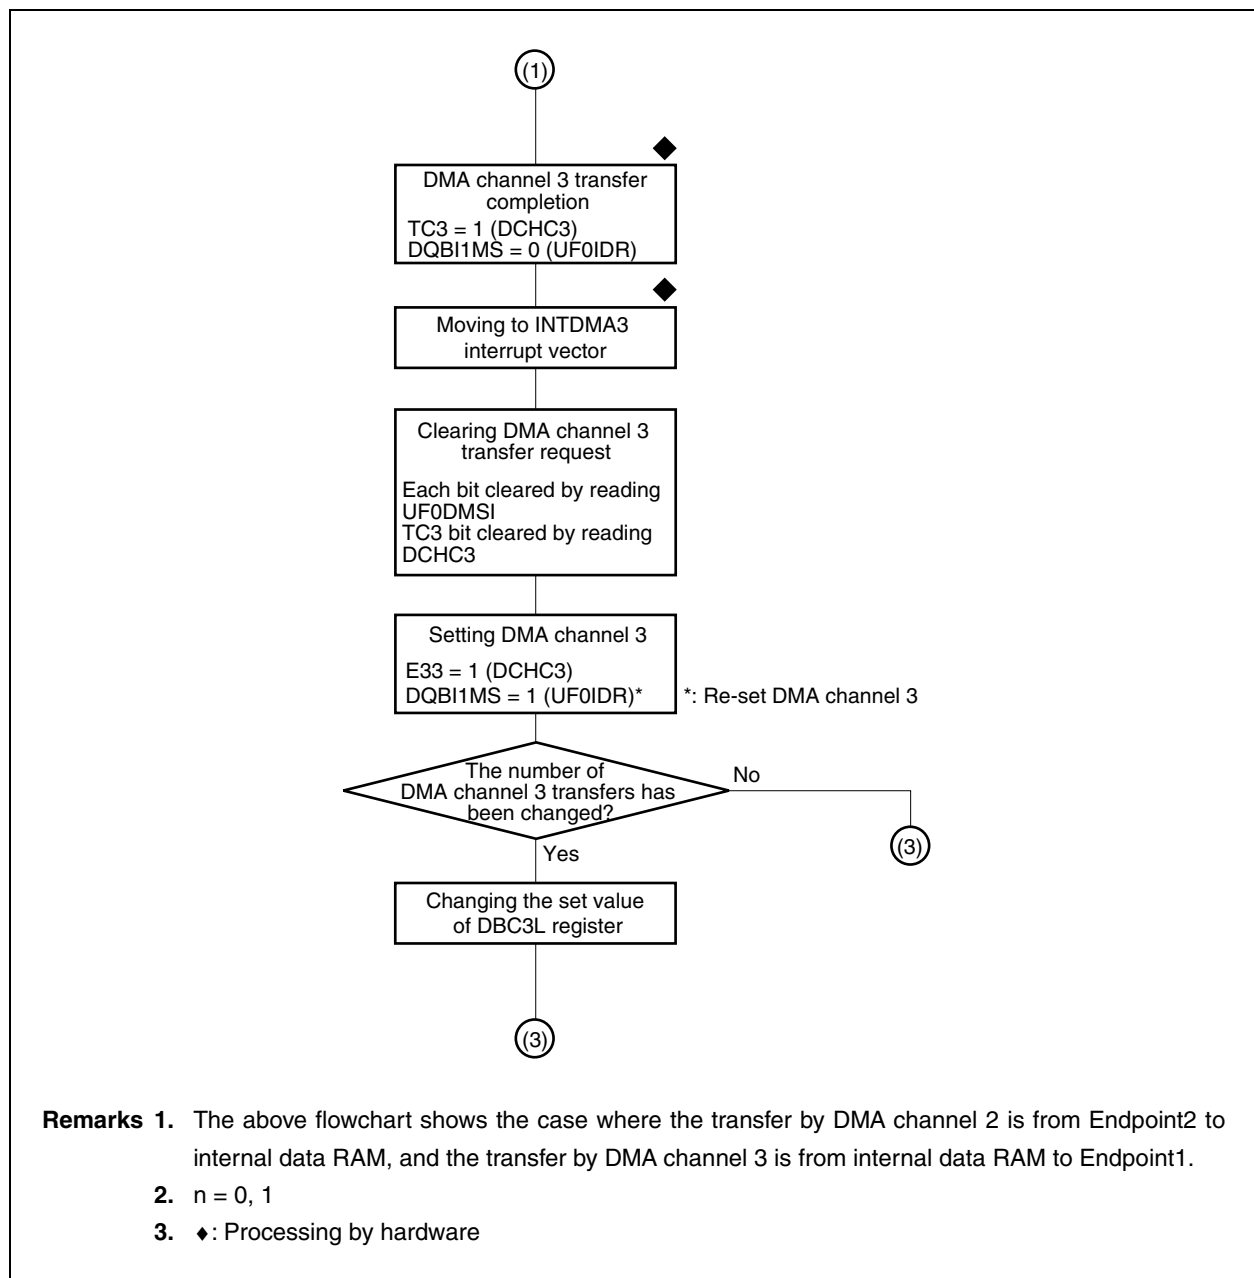 (1)
DMA channel 3 transfer
completion
TC3 = 1 (DCHC3)
DQBI1MS = 0 (UF0IDR)
Moving to INTDMA3
interrupt vector
Clearing DMA channel 3
transfer request
Each bit cleared by reading
UF0DMSI
TC3 bit cleared by reading
DCHC3
Setting DMA channel 3
E33 = 1 (DCHC3)
DQBI1MS = 1 (UF0IDR)* *: Re-set DMA channel 3
The number of
DMA channel 3 transfers has
been changed?
No
(3)
Yes
Changing the set value
of DBC3L register
(3)
Remarks 1. The above flowchart shows the case where the transfer by DMA channel 2 is from Endpoint2 to
internal data RAM, and the transfer by DMA channel 3 is from internal data RAM to Endpoint1.
2. n = 0, 1
3. ♦: Processing by hardware